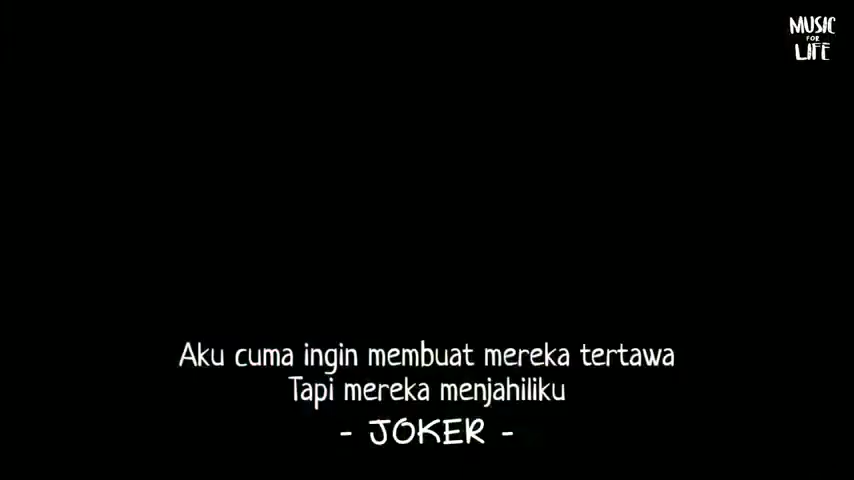 MUSIC
FOR
LIFE
Aku cuma ingin membuat mereka tertawa
Tapi mereka menjahiliku
- JOKER -